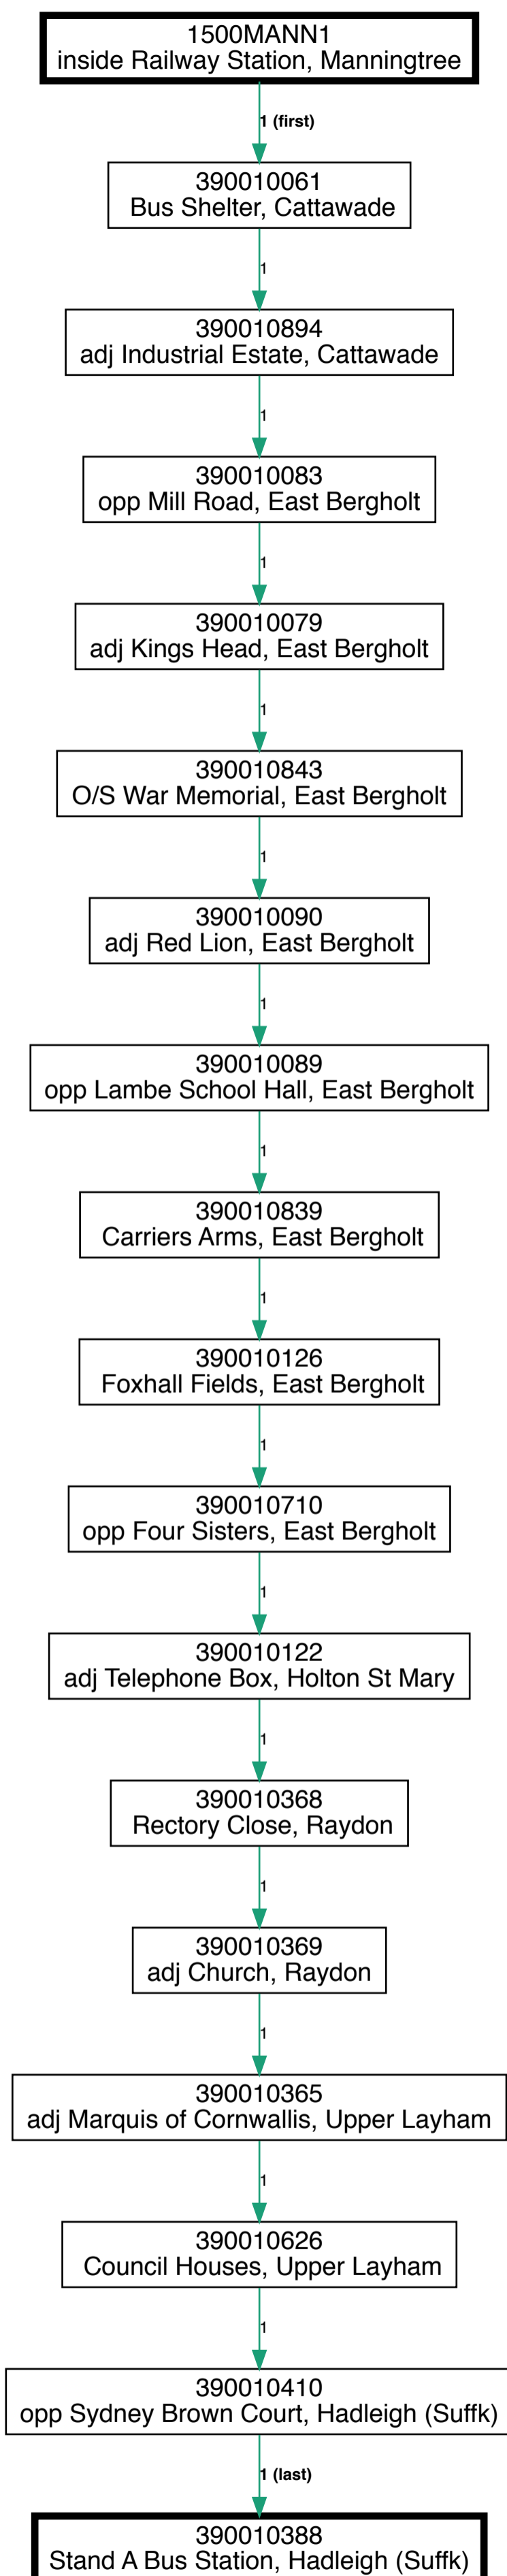 1500MANN1
inside Railway Station, Manningtree
1 (first)
390010061
Bus Shelter, Cattawade
1
390010894
adj Industrial Estate, Cattawade
1
390010083
opp Mill Road, East Bergholt
1
390010079
adj Kings Head, East Bergholt
1
390010843
O/S War Memorial, East Bergholt
1
390010090
adj Red Lion, East Bergholt
1
390010089
opp Lambe School Hall, East Bergholt
1
390010839
Carriers Arms, East Bergholt
1
390010126
Foxhall Fields, East Bergholt
1
390010710
opp Four Sisters, East Bergholt
1
390010122
adj Telephone Box, Holton St Mary
1
390010368
Rectory Close, Raydon
1
390010369
adj Church, Raydon
1
390010365
adj Marquis of Cornwallis, Upper Layham
1
390010626
Council Houses, Upper Layham
1
390010410
opp Sydney Brown Court, Hadleigh (Suffk)
1 (last)
390010388
Stand A Bus Station, Hadleigh (Suffk)